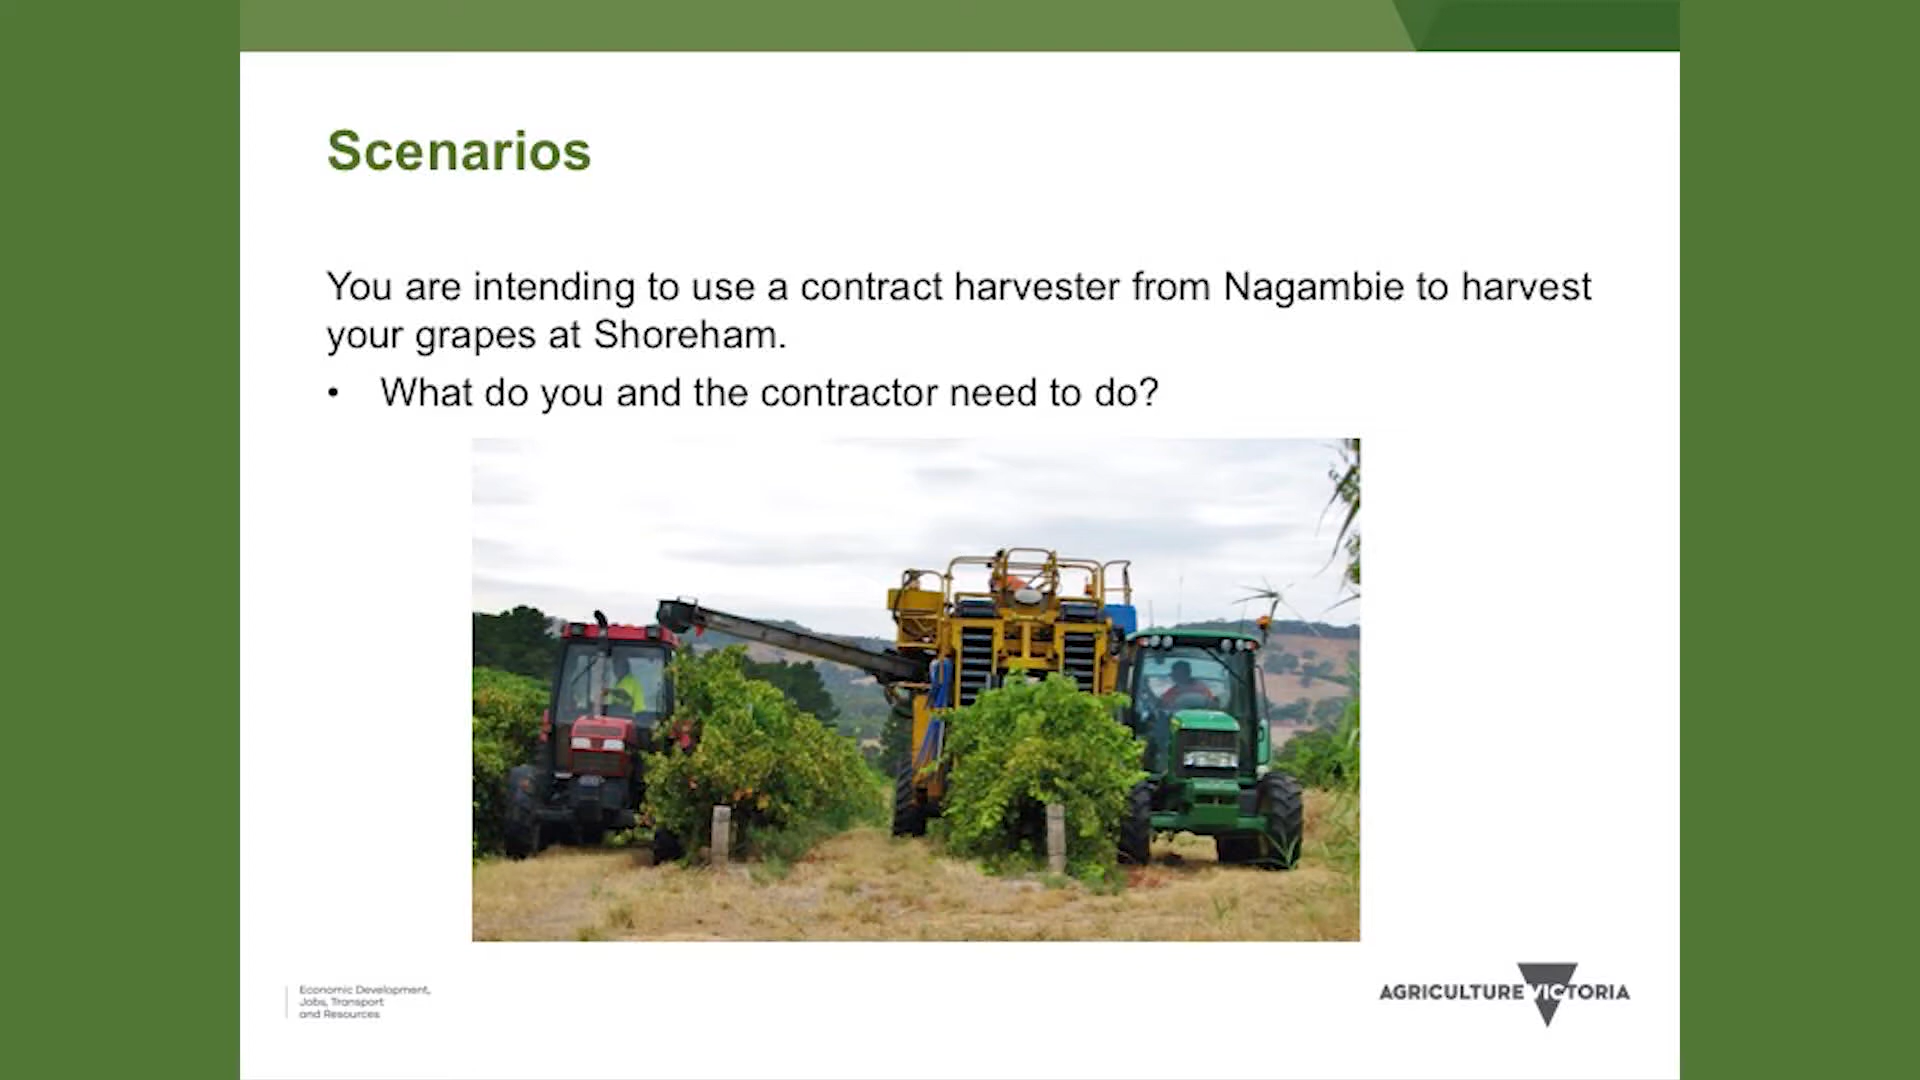 Scenarios
You are intending to use a contract harvester from Nagambie to harvest
your grapes at Shoreham.
• What do you and the contractor need to do?
Economic Development,
Jobs, Transport
and Resources
AGRICULTURE VICTORIA